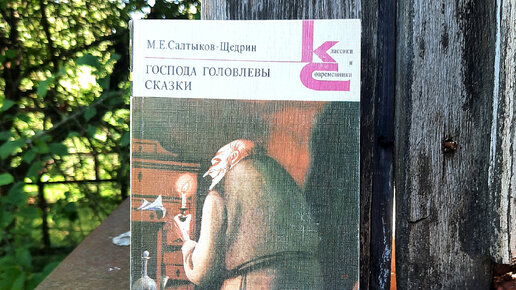 М.Е.Салтыков-Щедрин
ГОСПОДА ГОЛОВЛЕВЫ
СКАЗКИ
Классики
и
Современники